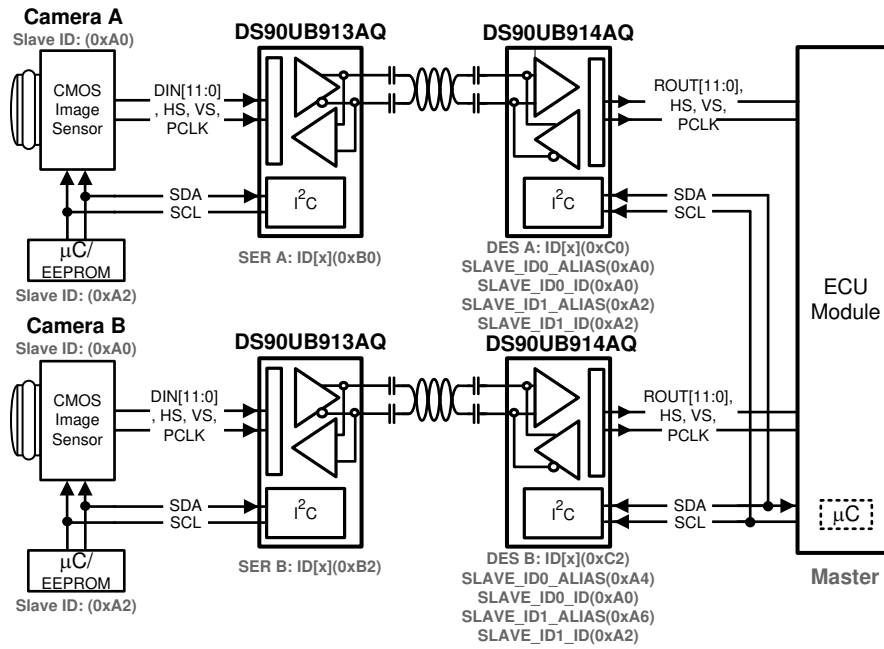 Camera A
Slave ID: (0xA0)
DS90UB913AQ
DS90UB914AQ
CMOS
Image
Sensor
DIN[11:0]
, HS, VS,
PCLK
ROUT[11:0],
HS, VS,
PCLK
SDA
SCL
I2C
I2C
SDA
SCL
µC/
EEPROM
Slave ID: (0xA2)
SER A: ID[x](0xB0)
DES A: ID[x](0xC0)
SLAVE_ID0_ALIAS(0xA0)
SLAVE_ID0_ID(0xA0)
SLAVE_ID1_ALIAS(0xA2)
SLAVE_ID1_ID(0xA2)
ECU
Module
Camera B
Slave ID: (0xA0)
DS90UB913AQ
DS90UB914AQ
CMOS
Image
Sensor
DIN[11:0]
, HS, VS,
PCLK
ROUT[11:0],
HS, VS,
PCLK
SDA
SCL
I2C
I2C
SDA
SCL
µC
µC/
EEPROM
Slave ID: (0xA2)
SER B: ID[x](0xB2)
DES B: ID[x](0xC2)
SLAVE_ID0_ALIAS(0xA4)
SLAVE_ID0_ID(0xA0)
SLAVE_ID1_ALIAS(0xA6)
SLAVE_ID1_ID(0xA2)
Master